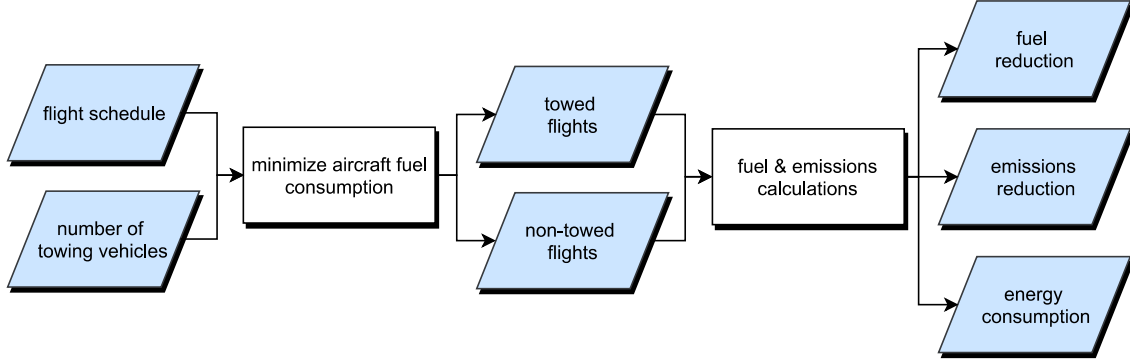 flight schedule
number of
towing vehicles
minimize aircraft fuel
consumption
towed
flights
non-towed
flights
fuel & emissions
calculations
fuel
reduction
emissions
reduction
energy
consumption